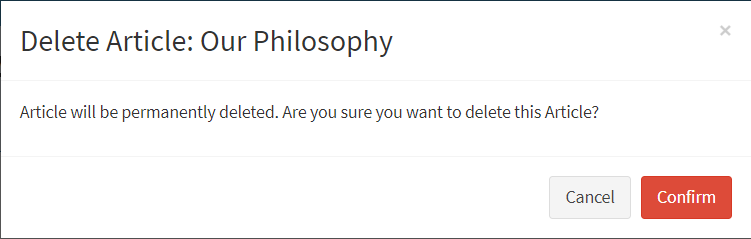 Delete Article: Our Philosophy
×
Article will be permanently deleted. Are you sure you want to delete this Article?
Cancel
Confirm